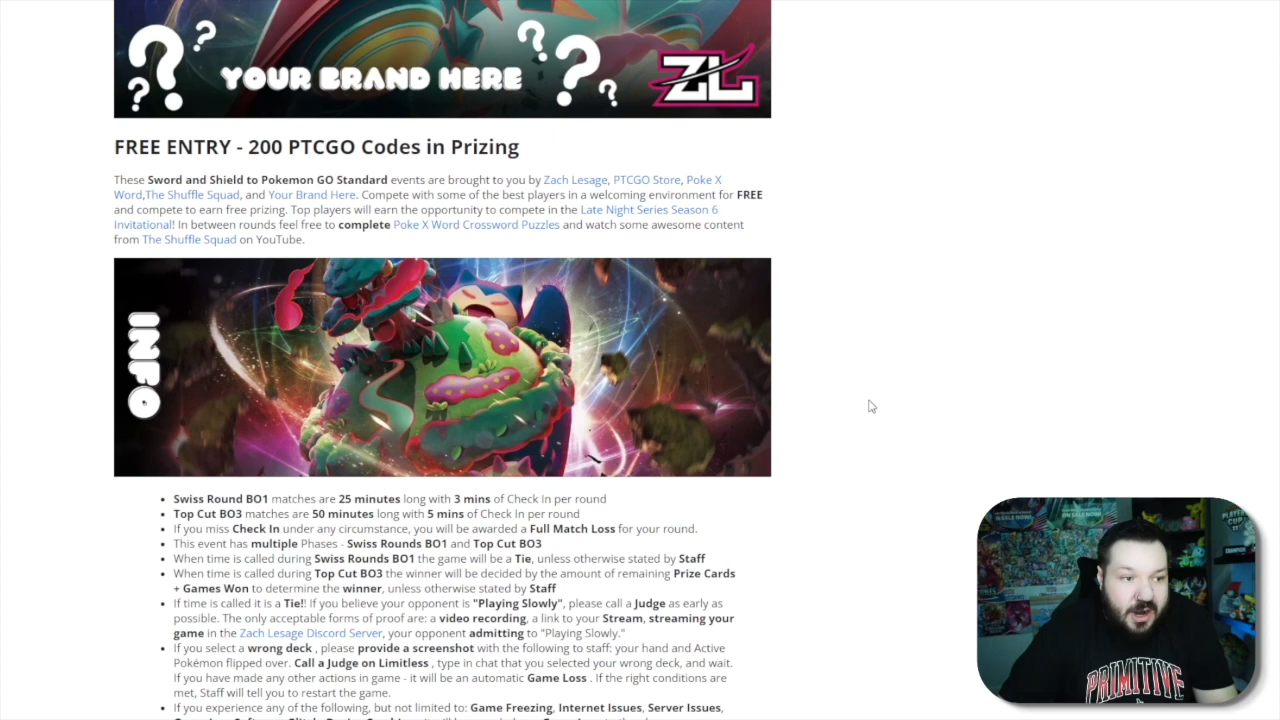 YOUR BRAND HERE
ZL
FREE ENTRY - 200 PTCGO Codes in Prizing
These Sword and Shield to Pokemon GO Standard events are brought to you by Zach Lesage, PTCGO Store, Poke X
Word,The Shuffle Squad, and Your Brand Here. Compete with some of the best players in a welcoming environment for FREE
and compete to earn free prizing. Top players will earn the opportunity to compete in the Late Night Series Season 6
Invitational! In between rounds feel free to complete Poke X Word Crossword Puzzles and watch some awesome content
from The Shuffle Squad on YouTube.
INFO
• Swiss Round BO1 matches are 25 minutes long with 3 mins of Check In per round
• Top Cut BO3 matches are 50 minutes long with 5 mins of Check In per round
• If you miss Check In under any circumstance, you will be awarded a Full Match Loss for your round.
• This event has multiple Phases - Swiss Rounds BO1 and Top Cut BO3
• When time is called during Swiss Rounds BO1 the game will be a Tie, unless otherwise stated by Staff
• When time is called during Top Cut BO3 the winner will be decided by the amount of remaining Prize Cards
+ Games Won to determine the winner, unless otherwise stated by Staff
• If time is called it is a Tie!! If you believe your opponent is "Playing Slowly", please call a Judge as early as
possible. The only acceptable forms of proof are: a video recording, a link to your Stream, streaming your
game in the Zach Lesage Discord Server, your opponent admitting to "Playing Slowly."
• If you select a wrong deck , please provide a screenshot with the following to staff: your hand and Active
Pokémon flipped over. Call a Judge on Limitless , type in chat that you selected your wrong deck, and wait.
If you have made any other actions in game - it will be an automatic Game Loss . If the right conditions are
met, Staff will tell you to restart the game.
• If you experience any of the following, but not limited to: Game Freezing, Internet Issues, Server Issues,
PRIMITIVE